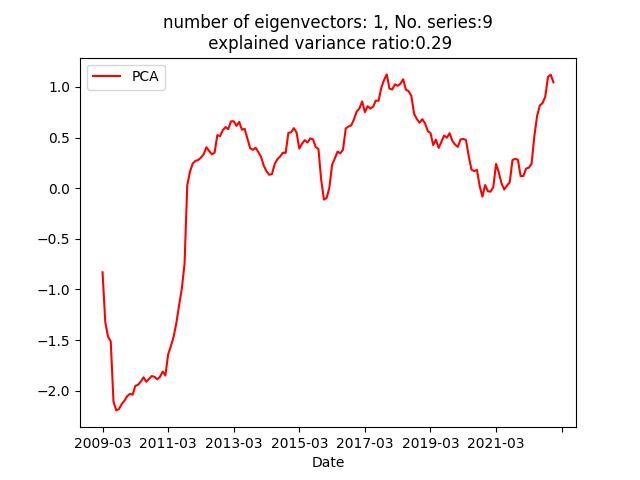 number of eigenvectors: 1, No. series:9
explained variance ratio:0.29
PCA
1.0
0.5
0.0
−0.5
−1.0
−1.5
−2.0
2009-03 2011-03 2013-03 2015-03 2017-03 2019-03 2021-03
Date